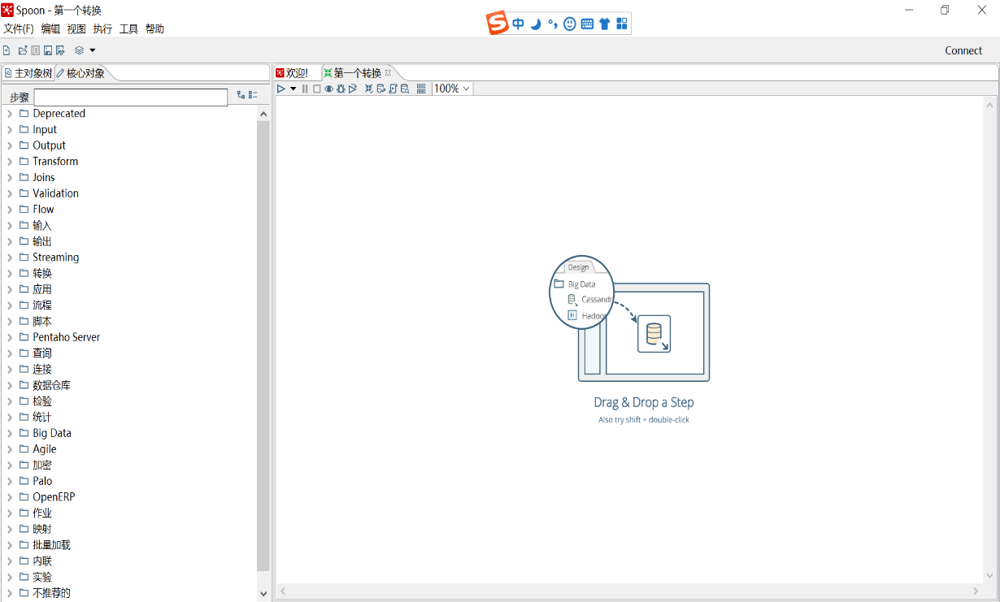 Spoon - 第一个转换
中
文件(F) 编辑 视图 执行 工具 帮助
Connect
主对象树 核心对象
欢迎! 第一个转换
步骤
100%
Deprecated
Input
Output
Transform
Joins
Validation
Flow
输入
输出
Streaming
转换
应用
流程
脚本
Pentaho Server
查询
连接
数据仓库
检验
统计
Big Data
Agile
加密
Palo
OpenERP
作业
映射
批量加载
内联
实验
不推荐的
Design
Big Data
Cassandr
Hadoop
Drag & Drop a Step
Also try shift + double-click